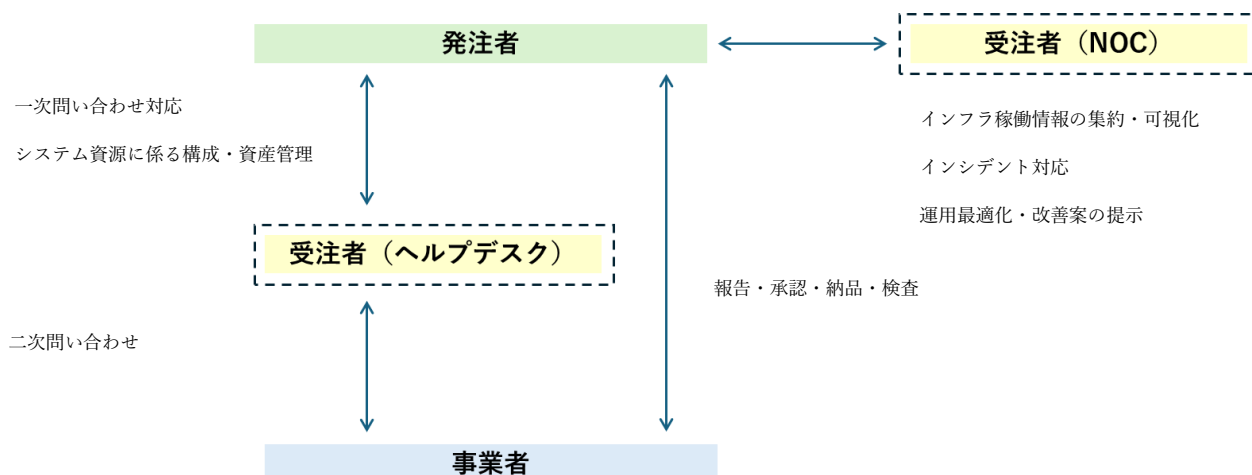 発注者
受注者（NOC）
一次問い合わせ対応
システム資源に係る構成・資産管理
インフラ稼働情報の集約・可視化
インシデント対応
運用最適化・改善案の提示
受注者（ヘルプデスク）
報告・承認・納品・検査
二次問い合わせ
事業者